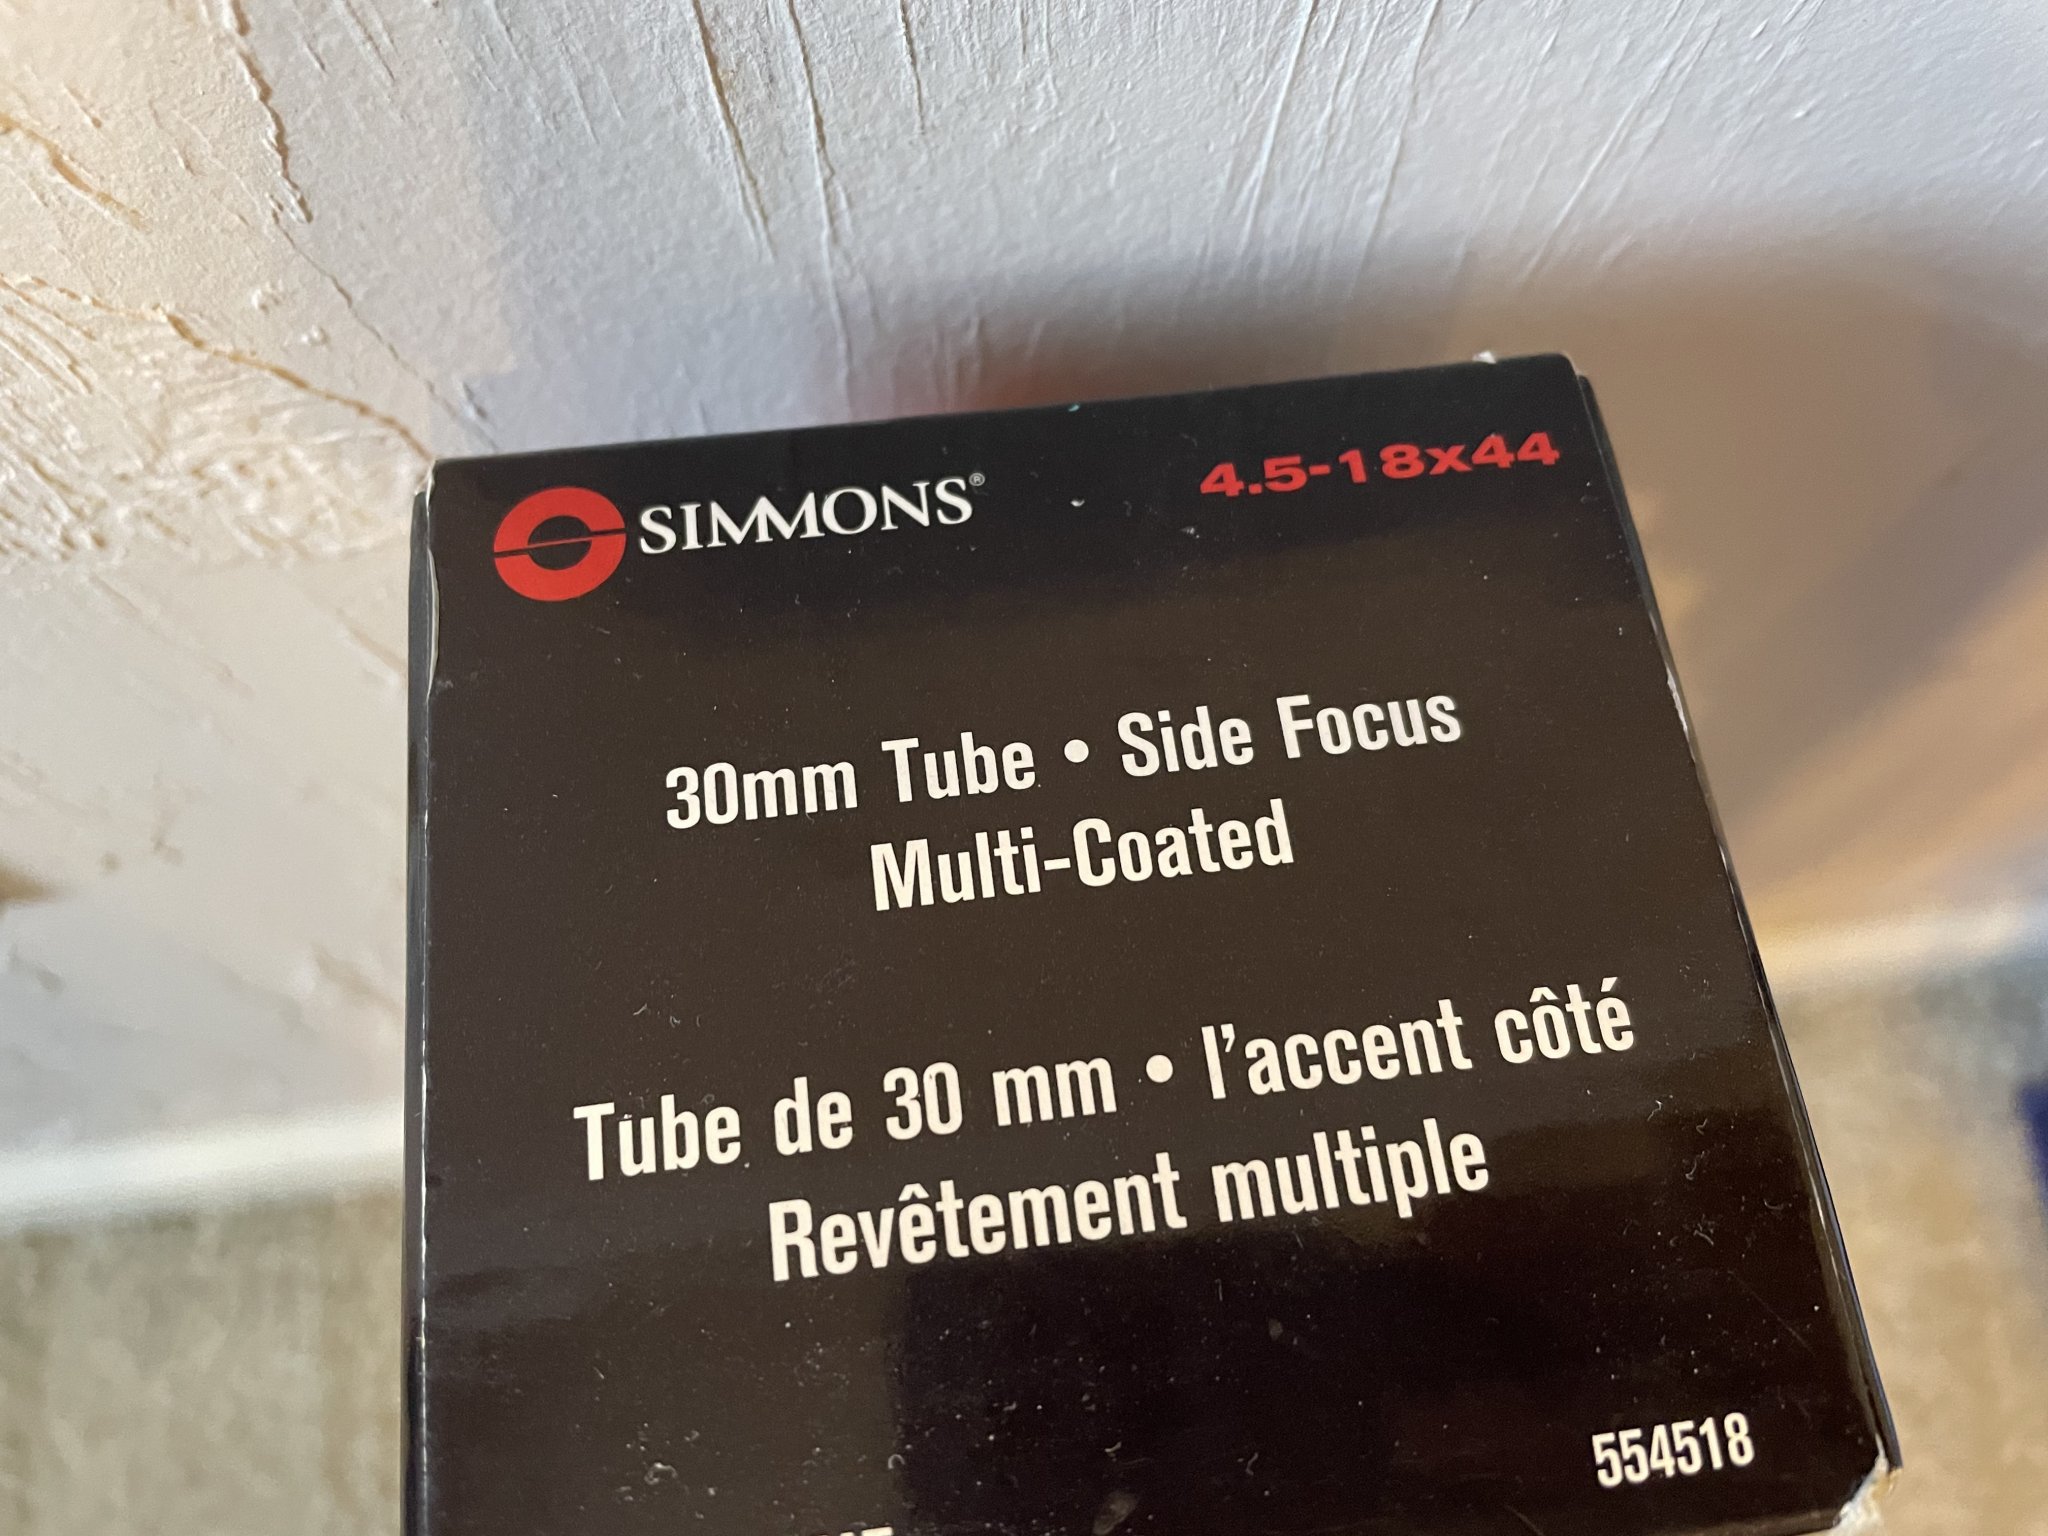 SIMMONS®
4.5-18x44
30mm Tube • Side Focus
Multi-Coated
Tube de 30 mm • l'accent côté
Revêtement multiple
554518